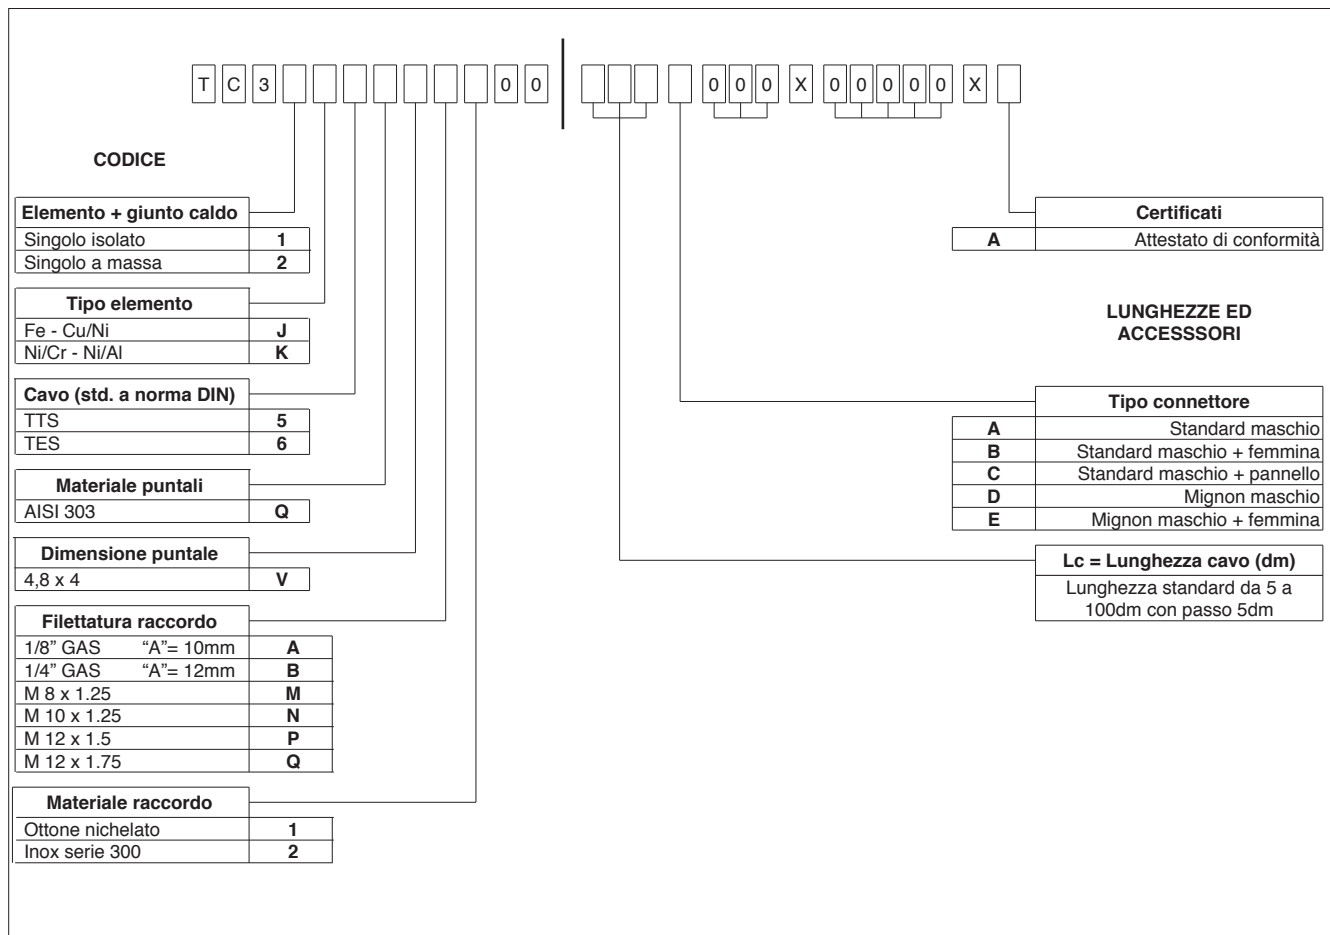 T C 3 0 0 0 0 0 X 0 0 0 0 0 X
CODICE
Elemento + giunto caldo
Singolo isolato 1
Singolo a massa 2
Tipo elemento
Fe - Cu/Ni J
Ni/Cr - Ni/Al K
Cavo (std. a norma DIN)
TTS 5
TES 6
Materiale puntali
AISI 303 Q
Dimensione puntale
4,8 x 4 V
Filettatura raccordo
1/8” GAS “A”= 10mm A
1/4” GAS “A”= 12mm B
M 8 x 1.25 M
M 10 x 1.25 N
M 12 x 1.5 P
M 12 x 1.75 Q
Materiale raccordo
Ottone nichelato 1
Inox serie 300 2
Certificati
A Attestato di conformità
LUNGHEZZE ED
ACCESSSORI
Tipo connettore
A Standard maschio
B Standard maschio + femmina
C Standard maschio + pannello
D Mignon maschio
E Mignon maschio + femmina
Lc = Lunghezza cavo (dm)
Lunghezza standard da 5 a
100dm con passo 5dm